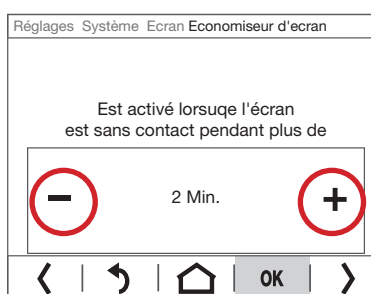 Réglages Système Ecran Economiseur d'ecran
Est activé lorsuqe l'écran
est sans contact pendant plus de
2 Min.
OK